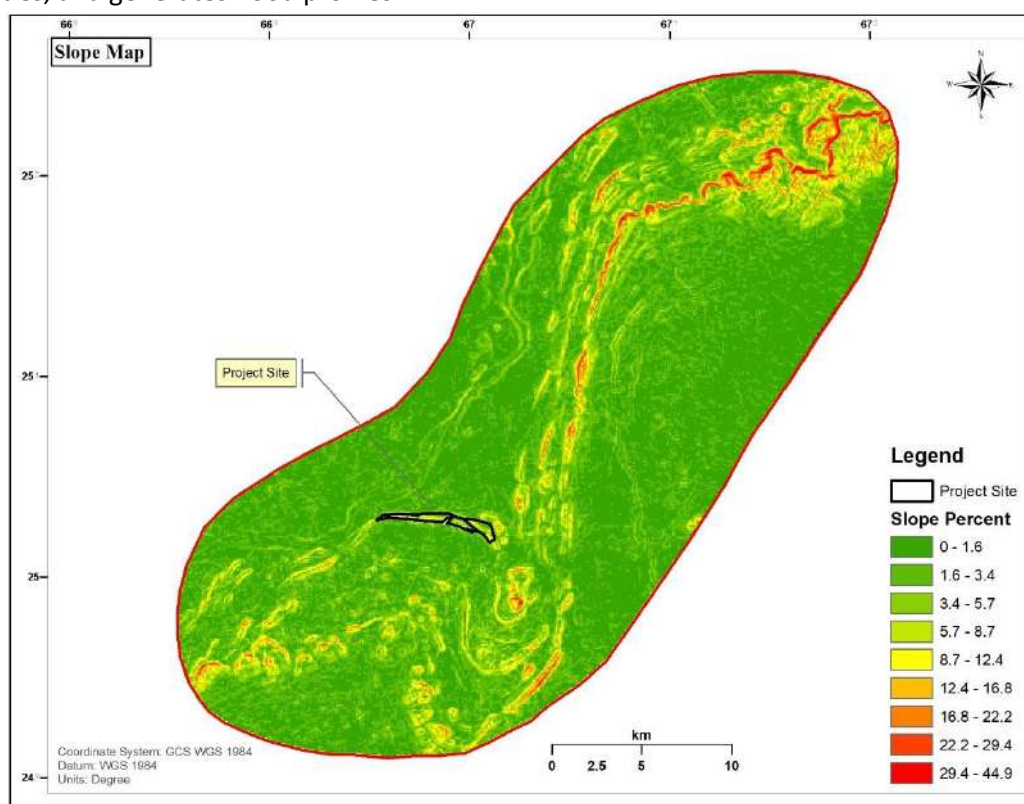 Slope Map
66
66
67
67
67
N
W
E
25
25
25
24
Project Site
Legend
Project Site
Slope Percent
0 - 1.6
1.6 - 3.4
3.4 - 5.7
5.7 - 8.7
8.7 - 12.4
12.4 - 16.8
16.8 - 22.2
22.2 - 29.4
29.4 - 44.9
km
0 2.5 5 10
Coordinate System: GCS WGS 1984
Datum: WGS 1984
Units: Degree